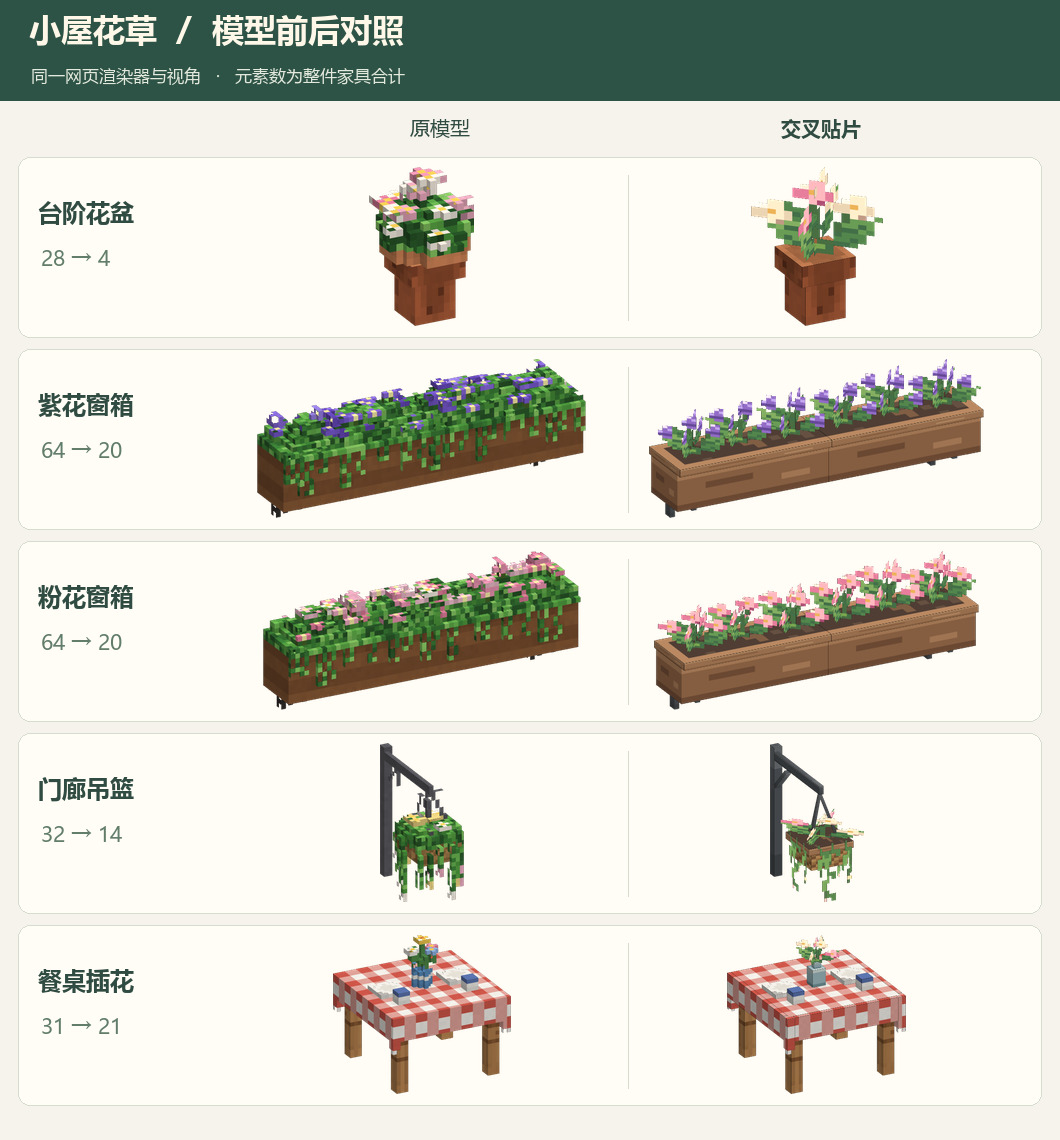 小屋花草 / 模型前后对照
同一网页渲染器与视角 · 元素数为整件家具合计
原模型
交叉贴片
台阶花盆
28 → 4
紫花窗箱
64 → 20
粉花窗箱
64 → 20
门廊吊篮
32 → 14
餐桌插花
31 → 21